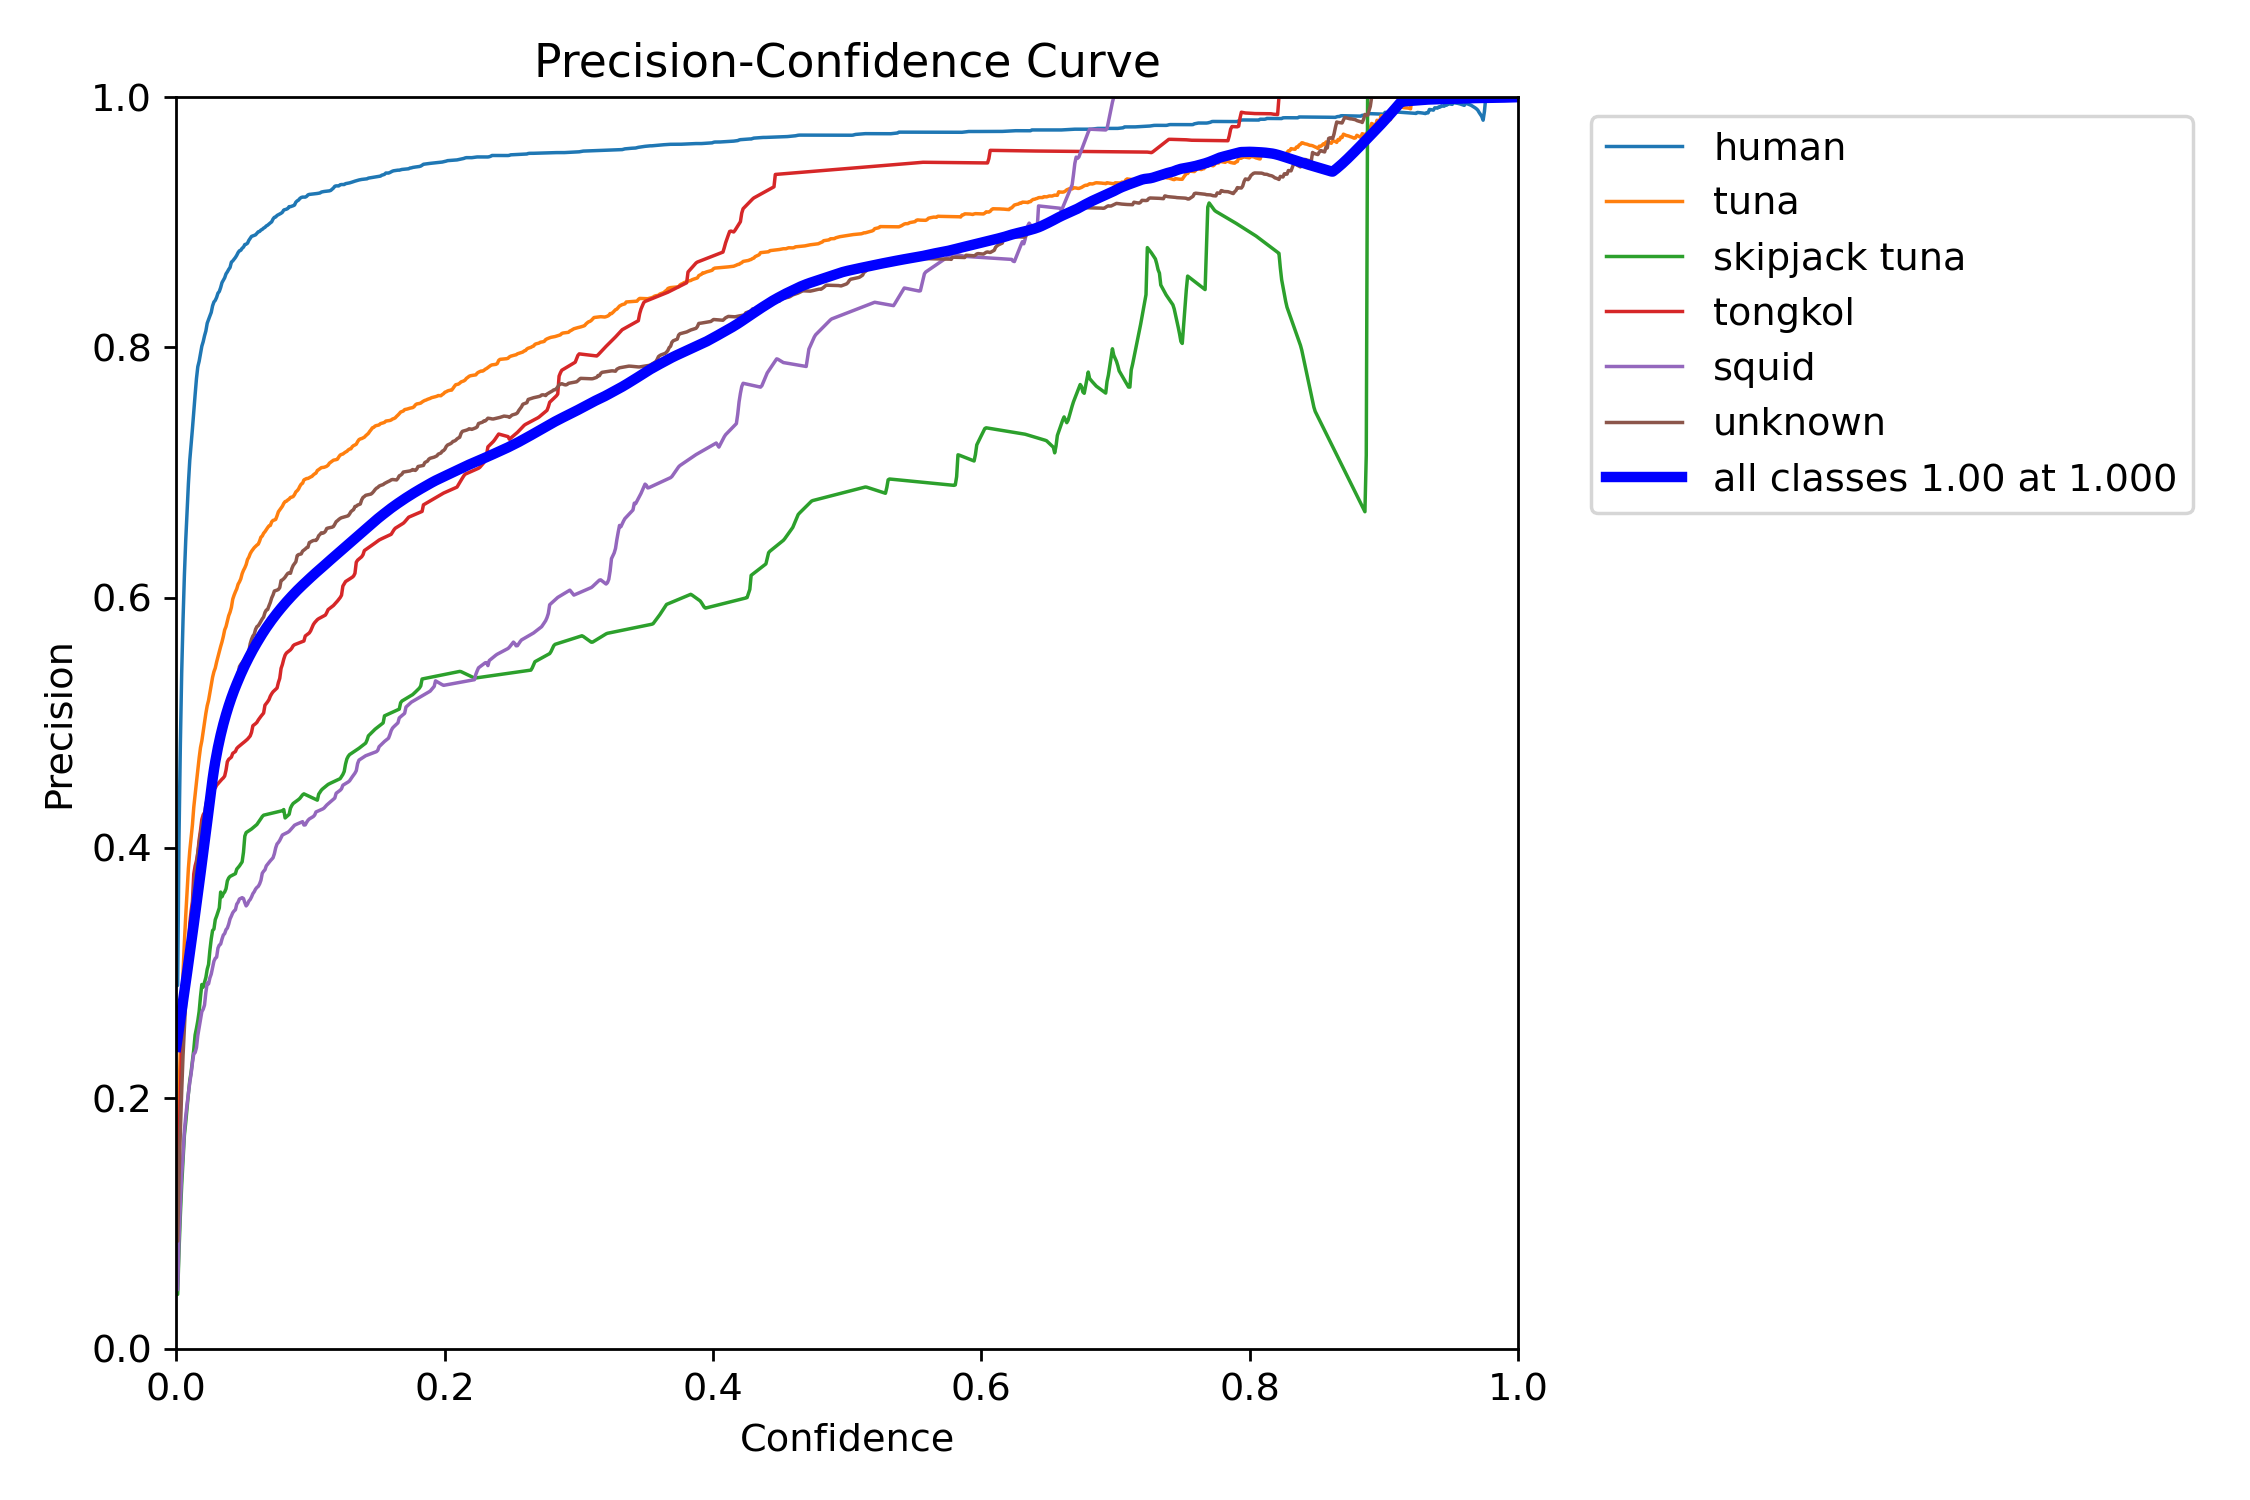 Precision-Confidence Curve
1.0
0.8
0.6
0.4
0.2
0.0
Precision
0.0 0.2 0.4 0.6 0.8 1.0
Confidence
human
tuna
skipjack tuna
tongkol
squid
unknown
all classes 1.00 at 1.000